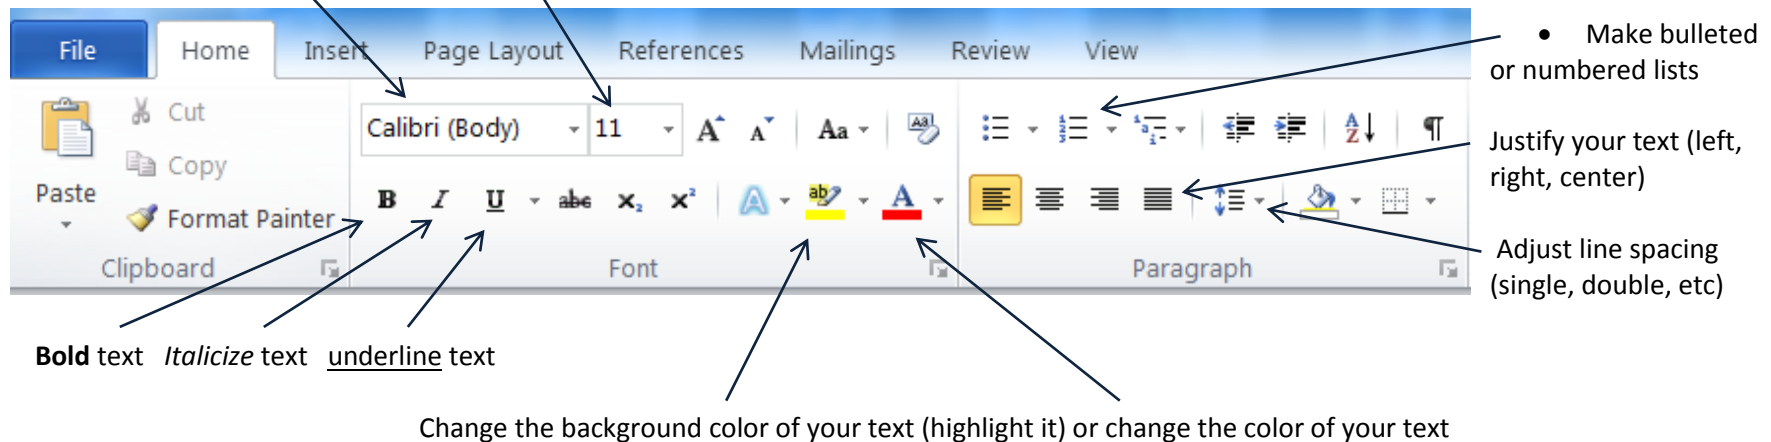 File Home Insert Page Layout References Mailings Review View
• Make bulleted
or numbered lists
Cut
Calibri (Body) 11 A A Aa
Copy
Paste
Format Painter
B I U abc x₂ x² A ab A
A
Z
¶
Justify your text (left,
right, center)
Clipboard Font Paragraph
Adjust line spacing
(single, double, etc)
Bold text Italicize text underline text
Change the background color of your text (highlight it) or change the color of your text